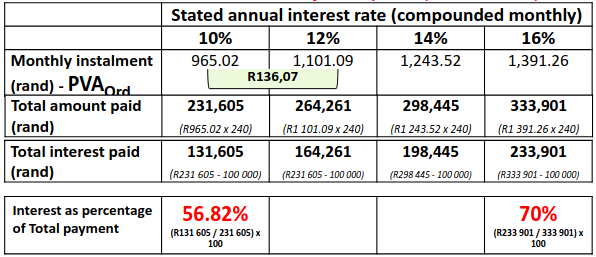 Stated annual interest rate (compounded monthly)
10% 12% 14% 16%
Monthly instalment 965.02 1,101.09 1,243.52 1,391.26
(rand) - PVAOrd R136,07
Total amount paid 231,605 264,261 298,445 333,901
(rand) (R965.02 x 240) (R1 101.09 x 240) (R1 243.52 x 240) (R1 391.26 x 240)
Total interest paid 131,605 164,261 198,445 233,901
(rand) (R231 605 - 100 000) (R231 605 - 100 000) (R298 445 - 100 000) (R333 901 - 100 000)
Interest as percentage 56.82% 70%
of Total payment (R131 605 / 231 605) x (R233 901 / 333 901) x
100 100